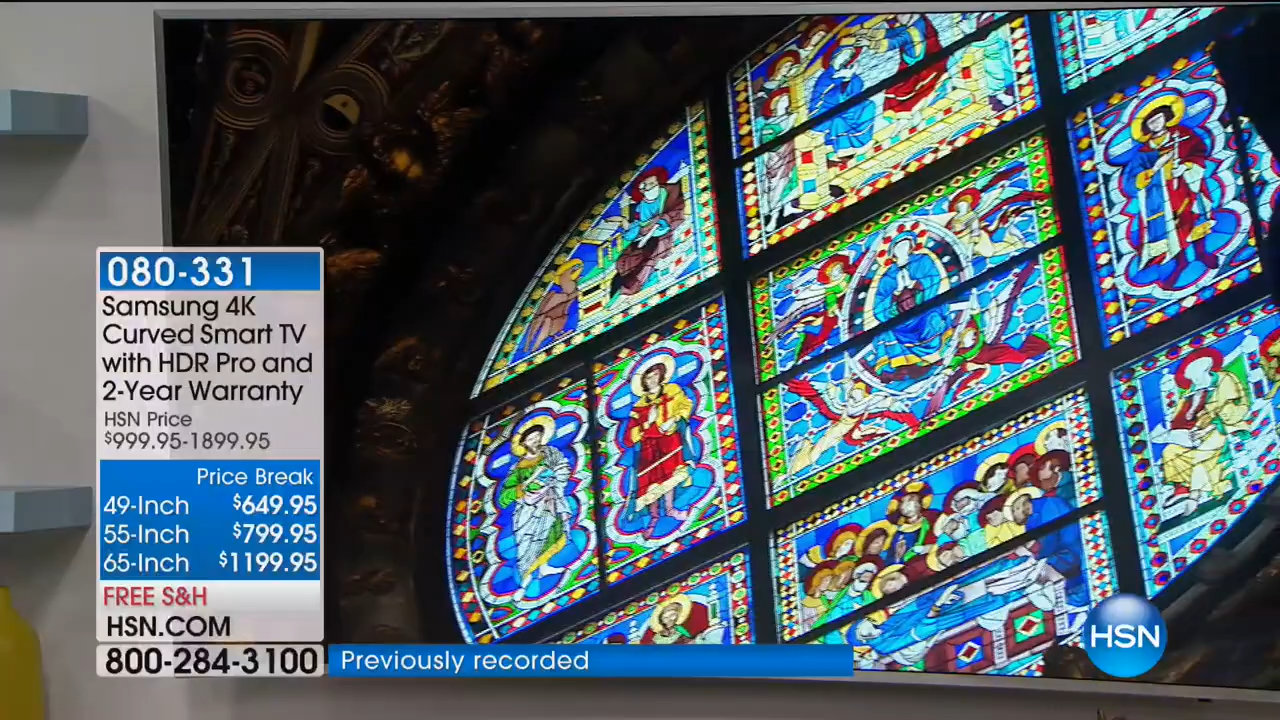 080-331
Samsung 4K
Curved Smart TV
with HDR Pro and
2-Year Warranty
HSN Price
$999.95-1899.95
Price Break
49-Inch $649.95
55-Inch $799.95
65-Inch $1199.95
FREE S&H
HSN.COM
800-284-3100
Previously recorded
HSN